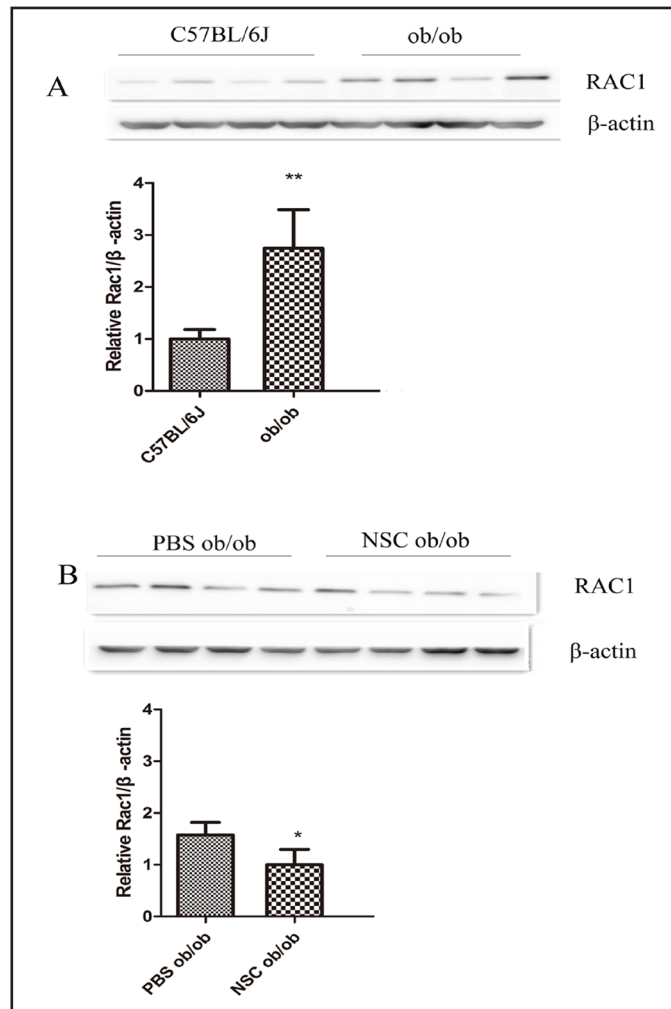 C57BL/6J ob/ob
A
RAC1
β-actin
**
Relative Rac1/β -actin
4
3
2
1
0
C57BL/6J
ob/ob
PBS ob/ob NSC ob/ob
B
RAC1
β-actin
*
Relative Rac1/β -actin
4
3
2
1
0
PBS ob/ob
NSC ob/ob